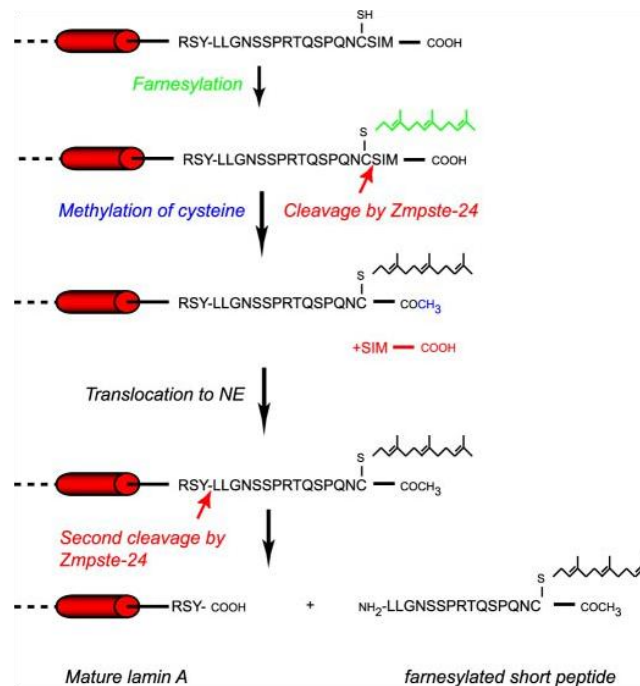 SH
RSY-LLGNSSPRTQSPQNCSIM COOH
Farnesylation
S
RSY-LLGNSSPRTQSPQNCSIM COOH
Methylation of cysteine Cleavage by Zmpste-24
S
RSY-LLGNSSPRTQSPQNC COCH3
+SIM COOH
Translocation to NE
S
RSY-LLGNSSPRTQSPQNC COCH3
Second cleavage by
Zmpste-24
S
RSY- COOH + NH2-LLGNSSPRTQSPQNC COCH3
Mature lamin A farnesylated short peptide